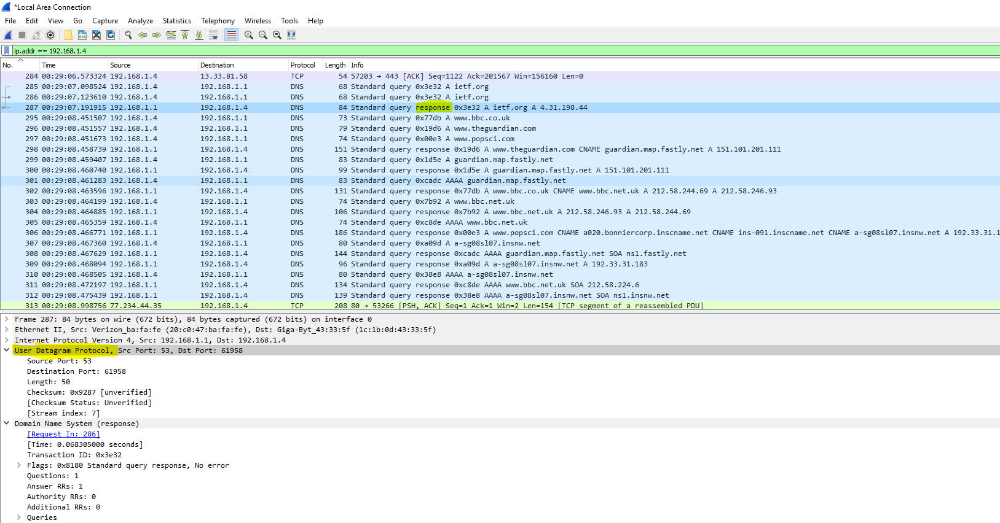 *Local Area Connection
File Edit View Go Capture Analyze Statistics Telephony Wireless Tools Help
ip.addr == 192.168.1.4
No. Time Source Destination Protocol Length Info
284 00:29:06.573324 192.168.1.4 13.33.81.58 TCP 54 57203 → 443 [ACK] Seq=1122 Ack=201567 Win=156160 Len=0
285 00:29:07.098524 192.168.1.4 192.168.1.1 DNS 68 Standard query 0x3e32 A ietf.org
286 00:29:07.123610 192.168.1.4 192.168.1.1 DNS 68 Standard query 0x3e32 A ietf.org
287 00:29:07.191915 192.168.1.1 192.168.1.4 DNS 84 Standard query response 0x3e32 A ietf.org A 4.31.198.44
295 00:29:08.451507 192.168.1.4 192.168.1.1 DNS 73 Standard query 0x77db A www.bbc.co.uk
296 00:29:08.451557 192.168.1.4 192.168.1.1 DNS 79 Standard query 0x19d6 A www.theguardian.com
297 00:29:08.451673 192.168.1.4 192.168.1.1 DNS 74 Standard query 0x00e3 A www.popsci.com
298 00:29:08.458739 192.168.1.1 192.168.1.4 DNS 151 Standard query response 0x19d6 A www.theguardian.com CNAME guardian.map.fastly.net A 151.101.201.111
299 00:29:08.459407 192.168.1.4 192.168.1.1 DNS 83 Standard query 0x1d5e A guardian.map.fastly.net
300 00:29:08.460740 192.168.1.1 192.168.1.4 DNS 99 Standard query response 0x1d5e A guardian.map.fastly.net A 151.101.201.111
301 00:29:08.461283 192.168.1.4 192.168.1.1 DNS 83 Standard query 0xcadc AAAA guardian.map.fastly.net
302 00:29:08.463596 192.168.1.1 192.168.1.4 DNS 131 Standard query response 0x77db A www.bbc.co.uk CNAME www.bbc.net.uk A 212.58.244.69 A 212.58.246.93
303 00:29:08.464199 192.168.1.4 192.168.1.1 DNS 74 Standard query 0x7b92 A www.bbc.net.uk
304 00:29:08.464885 192.168.1.1 192.168.1.4 DNS 106 Standard query response 0x7b92 A www.bbc.net.uk A 212.58.246.93 A 212.58.244.69
305 00:29:08.465359 192.168.1.4 192.168.1.1 DNS 74 Standard query 0xc8de AAAA www.bbc.net.uk
306 00:29:08.466771 192.168.1.1 192.168.1.4 DNS 186 Standard query response 0x00e3 A www.popsci.com CNAME a020.bonniercorp.inscname.net CNAME ins-091.inscname.net CNAME a-sg08sl07.insnw.net A 192.33.31.1
307 00:29:08.467360 192.168.1.4 192.168.1.1 DNS 80 Standard query 0xa09d A a-sg08sl07.insnw.net
308 00:29:08.467629 192.168.1.1 192.168.1.4 DNS 144 Standard query response 0xcadc AAAA guardian.map.fastly.net SOA ns1.fastly.net
309 00:29:08.468094 192.168.1.1 192.168.1.4 DNS 96 Standard query response 0xa09d A a-sg08sl07.insnw.net A 192.33.31.183
310 00:29:08.468505 192.168.1.4 192.168.1.1 DNS 80 Standard query 0x38e8 AAAA a-sg08sl07.insnw.net
311 00:29:08.472197 192.168.1.1 192.168.1.4 DNS 134 Standard query response 0xc8de AAAA www.bbc.net.uk SOA 212.58.224.6
312 00:29:08.475439 192.168.1.1 192.168.1.4 DNS 139 Standard query response 0x38e8 AAAA a-sg08sl07.insnw.net SOA ns1.insnw.net
313 00:29:08.998756 77.234.44.35 192.168.1.4 TCP 208 80 → 53266 [PSH, ACK] Seq=1 Ack=1 Win=2 Len=154 [TCP segment of a reassembled PDU]
Frame 287: 84 bytes on wire (672 bits), 84 bytes captured (672 bits) on interface 0
Ethernet II, Src: Verizon_ba:fa:fe (20:c0:47:ba:fa:fe), Dst: Giga-Byt_43:33:5f (1c:1b:0d:43:33:5f)
Internet Protocol Version 4, Src: 192.168.1.1, Dst: 192.168.1.4
User Datagram Protocol, Src Port: 53, Dst Port: 61958
Source Port: 53
Destination Port: 61958
Length: 50
Checksum: 0x9287 [unverified]
[Checksum Status: Unverified]
[Stream index: 7]
Domain Name System (response)
[Request In: 286]
[Time: 0.068305000 seconds]
Transaction ID: 0x3e32
Flags: 0x8180 Standard query response, No error
Questions: 1
Answer RRs: 1
Authority RRs: 0
Additional RRs: 0
Queries